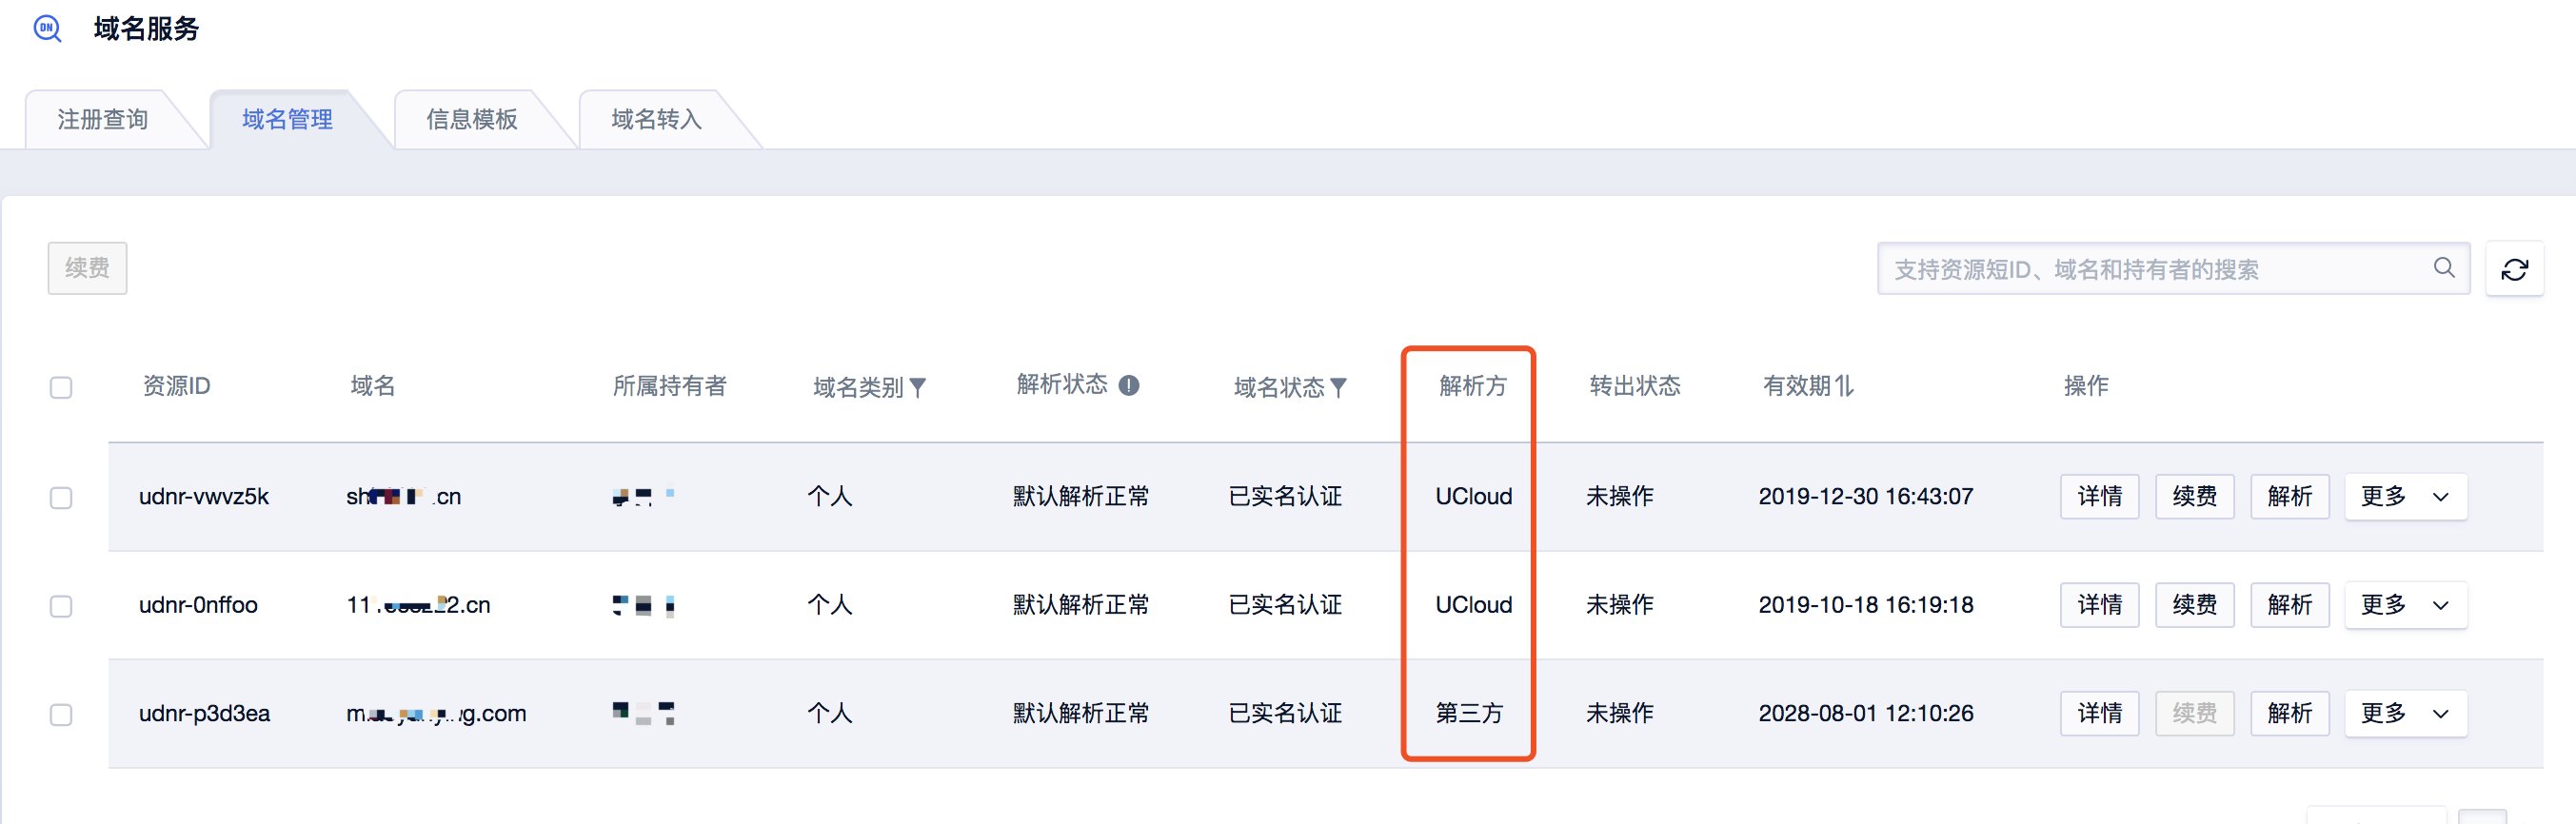 域名服务
注册查询 域名管理 信息模板 域名转入
续费 支持资源短ID、域名和持有者的搜索
资源ID 域名 所属持有者 域名类别 解析状态 域名状态 解析方 转出状态 有效期 操作
udnr-vwvz5k sh .cn 个人 默认解析正常 已实名认证 UCloud 未操作 2019-12-30 16:43:07 详情 续费 解析 更多
udnr-0nffoo 11 2.cn 个人 默认解析正常 已实名认证 UCloud 未操作 2019-10-18 16:19:18 详情 续费 解析 更多
udnr-p3d3ea m g.com 个人 默认解析正常 已实名认证 第三方 未操作 2028-08-01 12:10:26 详情 续费 解析 更多